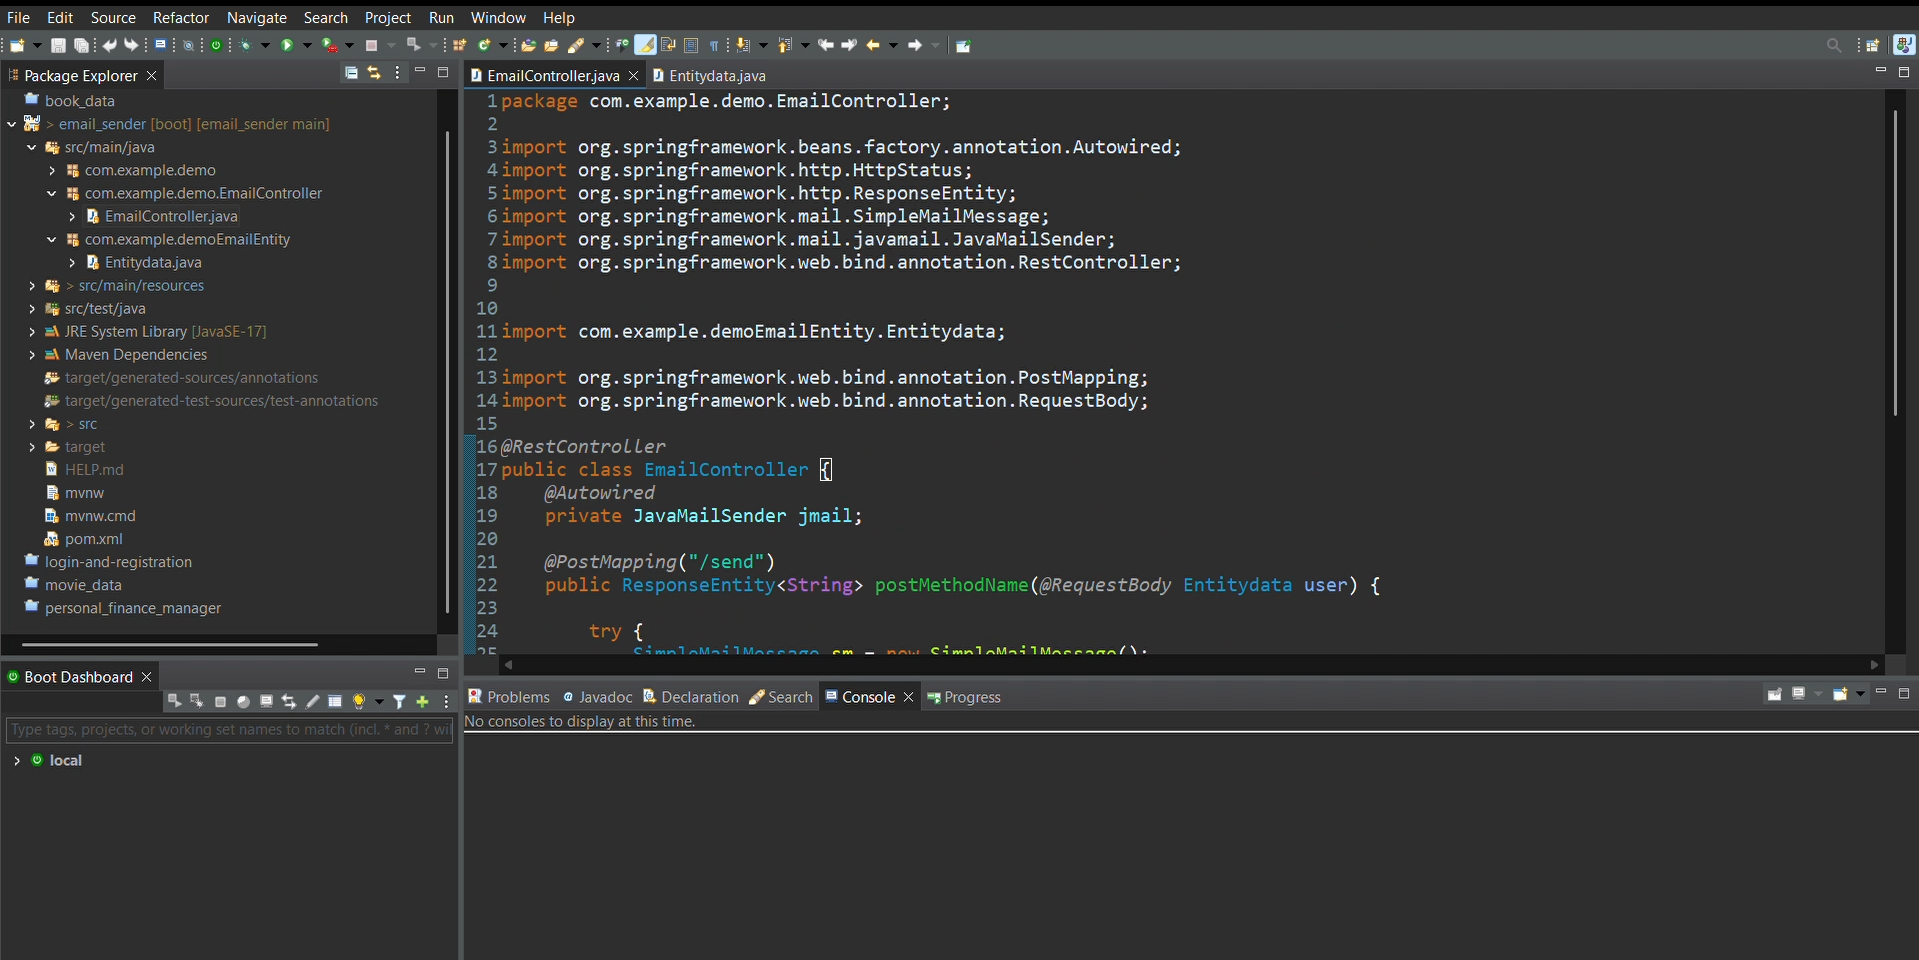 File Edit Source Refactor Navigate Search Project Run Window Help
Package Explorer
book_data
> email_sender [boot] [email_sender main]
src/main/java
com.example.demo
com.example.demo.EmailController
EmailController.java
com.example.demoEmailEntity
Entitydata.java
> src/main/resources
src/test/java
JRE System Library [JavaSE-17]
Maven Dependencies
target/generated-sources/annotations
target/generated-test-sources/test-annotations
> src
target
HELP.md
mvnw
mvnw.cmd
pom.xml
login-and-registration
movie_data
personal_finance_manager
Boot Dashboard
Type tags, projects, or working set names to match (incl. * and ? wil
local
EmailController.java Entitydata.java
1 package com.example.demo.EmailController;
2
3 import org.springframework.beans.factory.annotation.Autowired;
4 import org.springframework.http.HttpStatus;
5 import org.springframework.http.ResponseEntity;
6 import org.springframework.mail.SimpleMailMessage;
7 import org.springframework.mail.javamail.JavaMailSender;
8 import org.springframework.web.bind.annotation.RestController;
9
10
11 import com.example.demoEmailEntity.Entitydata;
12
13 import org.springframework.web.bind.annotation.PostMapping;
14 import org.springframework.web.bind.annotation.RequestBody;
15
16 @RestController
17 public class EmailController {
18 @Autowired
19 private JavaMailSender jmail;
20
21 @PostMapping("/send")
22 public ResponseEntity<String> postMethodName(@RequestBody Entitydata user) {
23
24 try {
25 SimpleMailMessage sm = new SimpleMailMessage();
Problems Javadoc Declaration Search Console Progress
No consoles to display at this time.